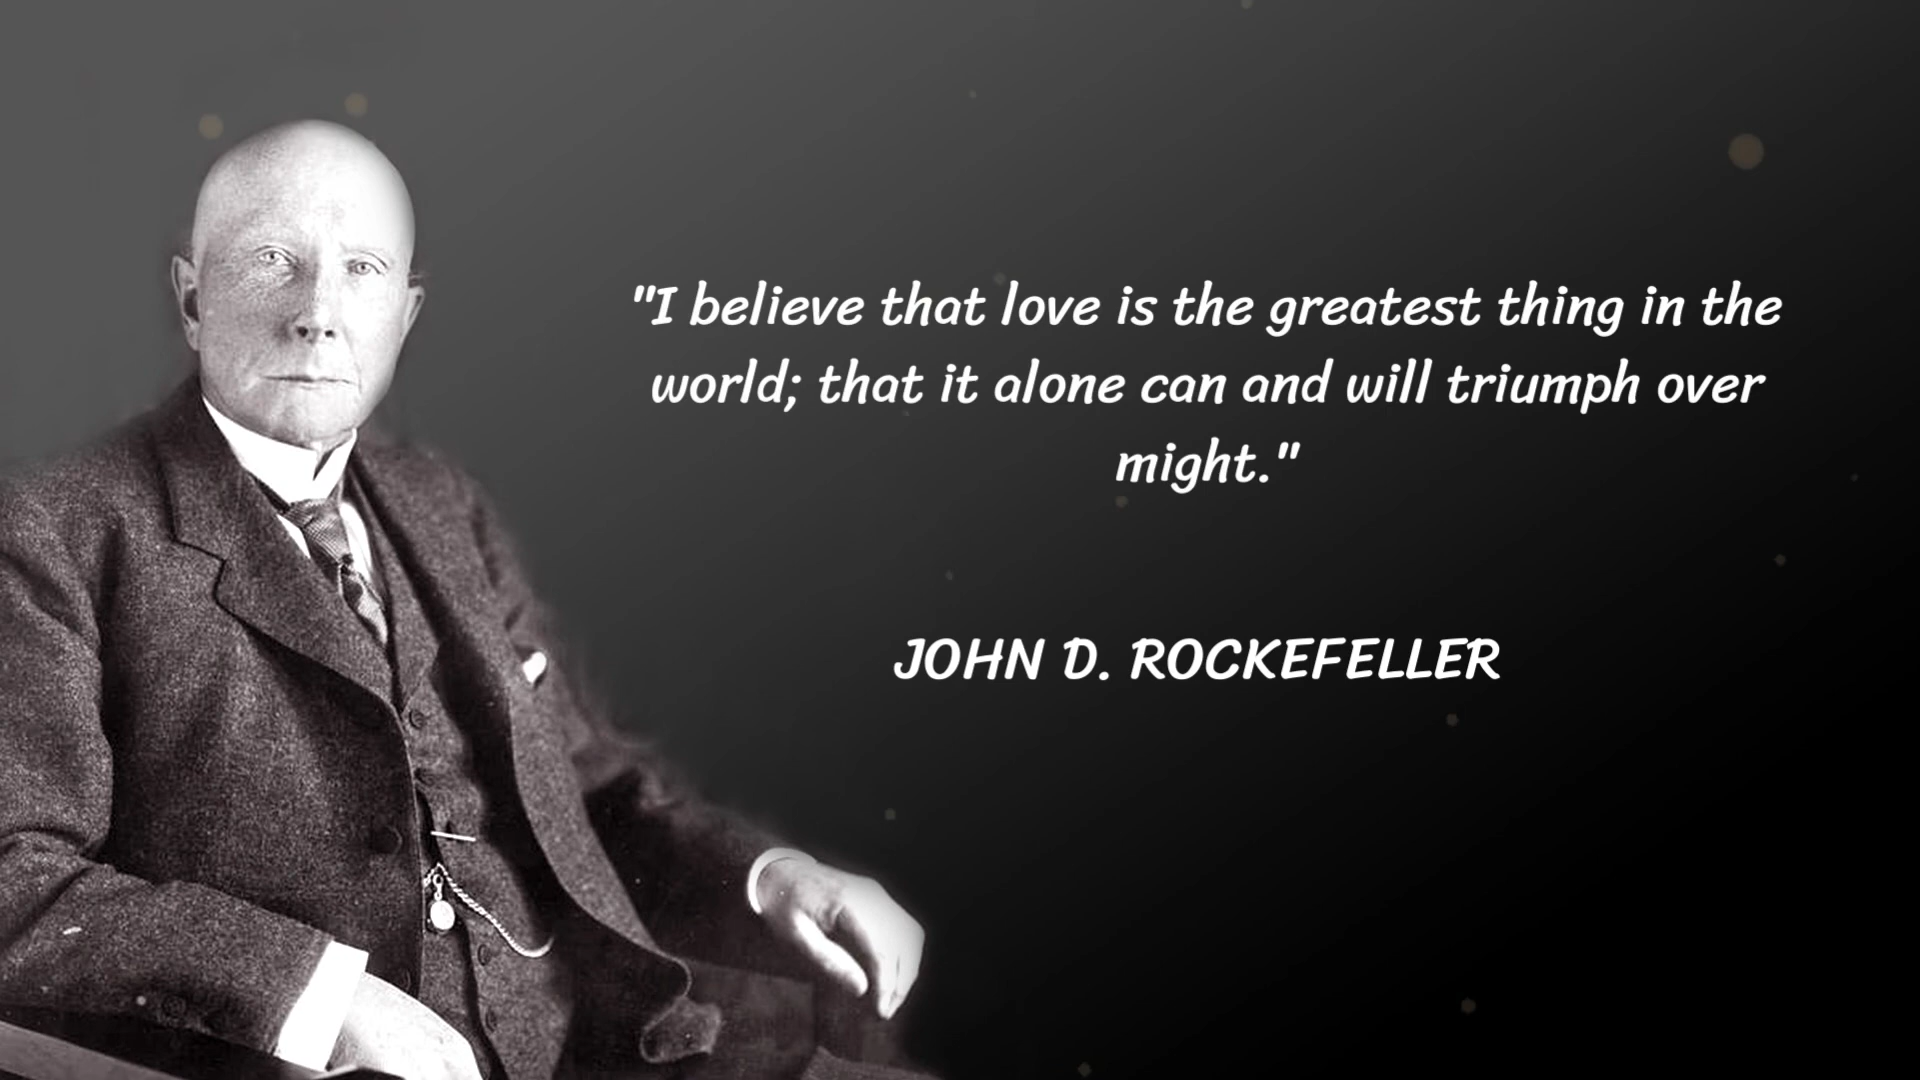 "I believe that love is the greatest thing in the
world; that it alone can and will triumph over
might."
JOHN D. ROCKEFELLER